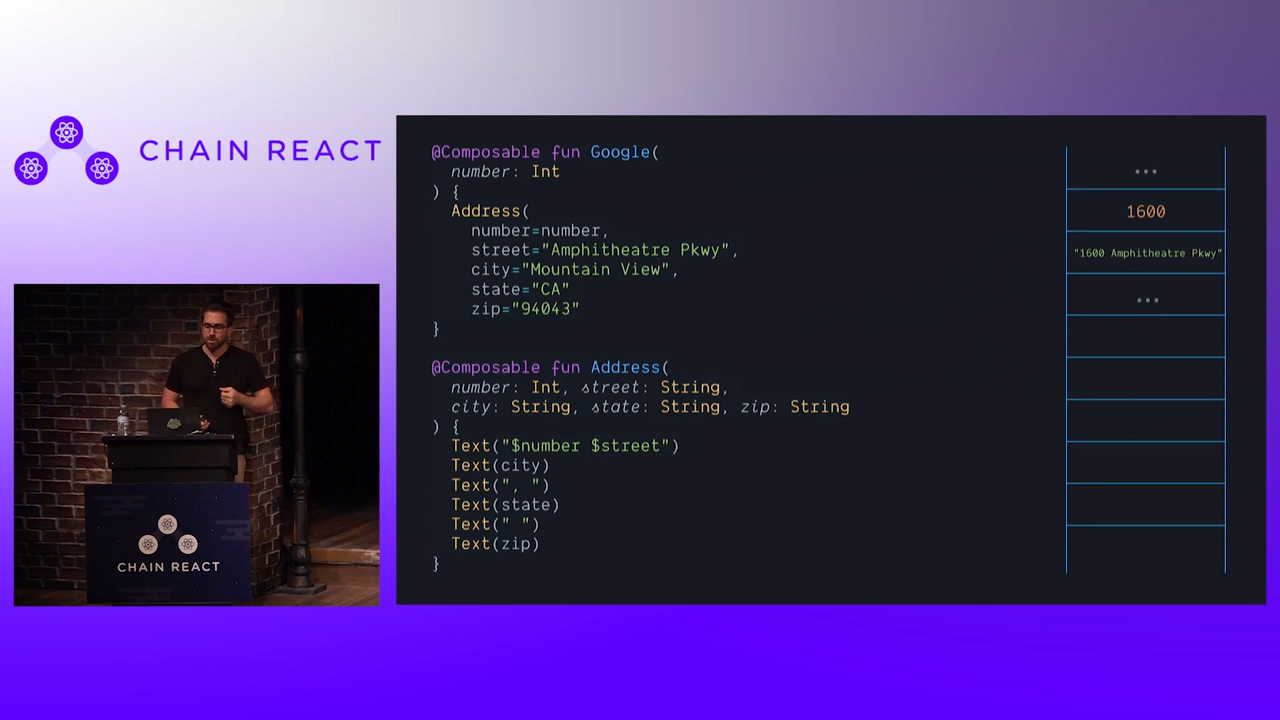 CHAIN REACT
@Composable fun Google(
number: Int
) {
Address(
number=number,
street="Amphitheatre Pkwy",
city="Mountain View",
state="CA"
zip="94043"
}
@Composable fun Address(
number: Int, street: String,
city: String, state: String, zip: String
) {
Text("$number $street")
Text(city)
Text(", ")
Text(state)
Text(" ")
Text(zip)
}
...
1600
"1600 Amphitheatre Pkwy"
...
CHAIN REACT